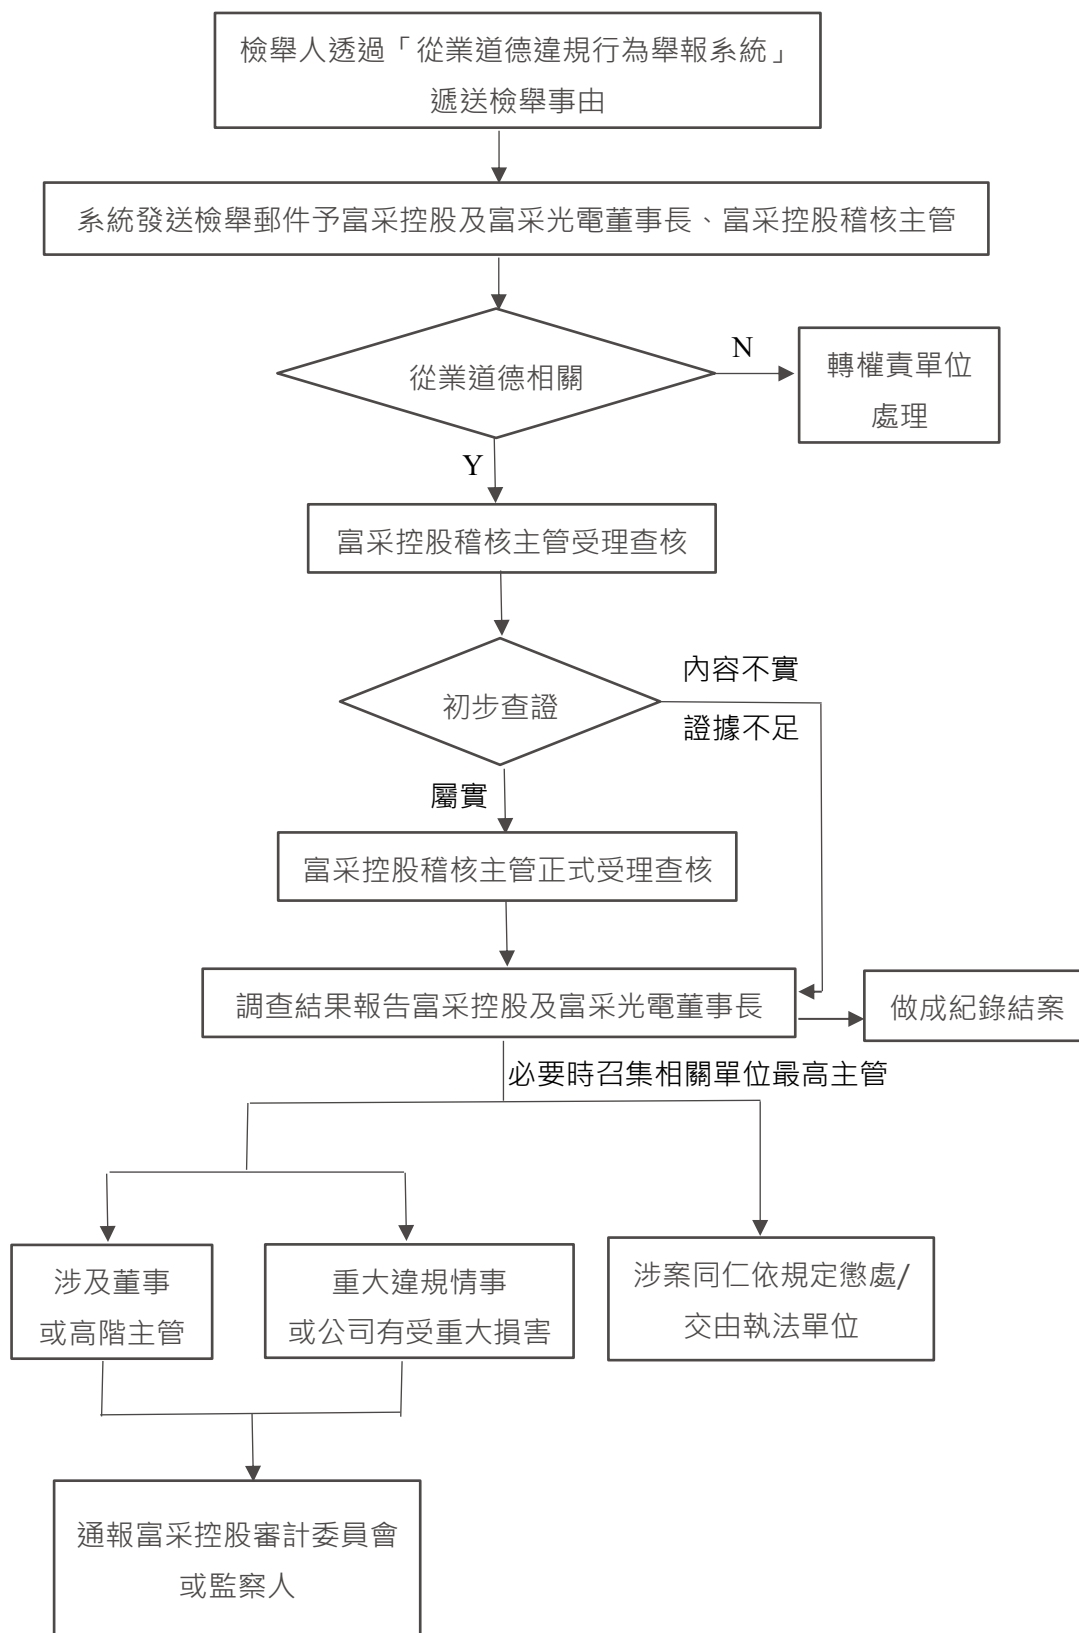 檢舉人透過「從業道德違規行為舉報系統」
遞送檢舉事由
系統發送檢舉郵件予富采控股及富采光電董事長、富采控股稽核主管
從業道德相關
N
轉權責單位
處理
Y
富采控股稽核主管受理查核
初步查證
內容不實
證據不足
屬實
富采控股稽核主管正式受理查核
調查結果報告富采控股及富采光電董事長
做成紀錄結案
必要時召集相關單位最高主管
涉及董事
或高階主管
重大違規情事
或公司有受重大損害
涉案同仁依規定懲處/
交由執法單位
通報富采控股審計委員會
或監察人